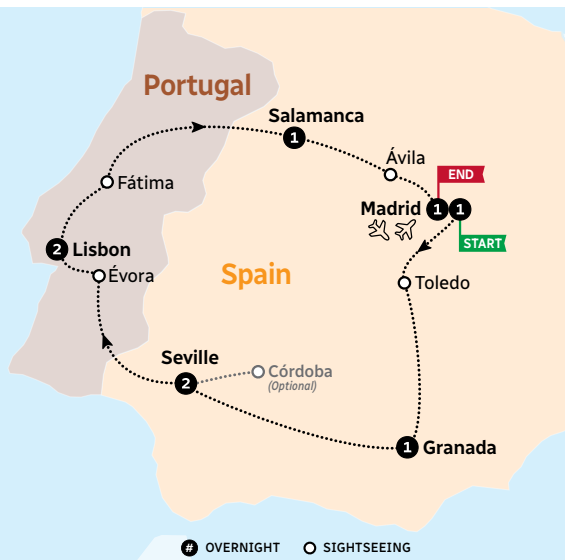 Portugal
Salamanca
1
Ávila
END
Fátima
Madrid 1 1
START
2 Lisbon
Évora
Spain
Toledo
Seville
2
Córdoba
(Optional)
1 Granada
# OVERNIGHT SIGHTSEEING